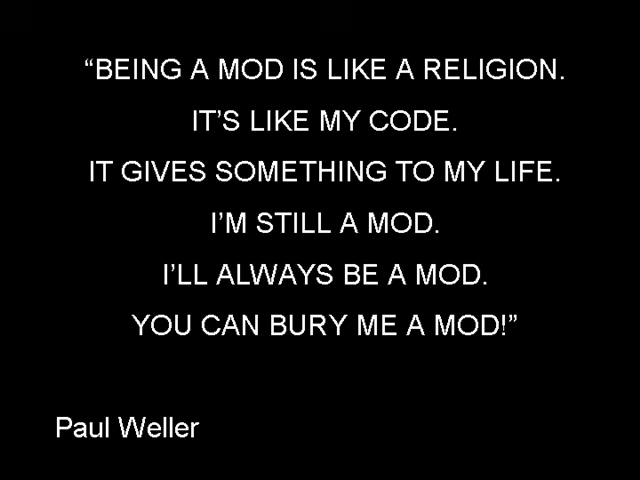 “BEING A MOD IS LIKE A RELIGION.
IT’S LIKE MY CODE.
IT GIVES SOMETHING TO MY LIFE.
I’M STILL A MOD.
I’LL ALWAYS BE A MOD.
YOU CAN BURY ME A MOD!”
Paul Weller